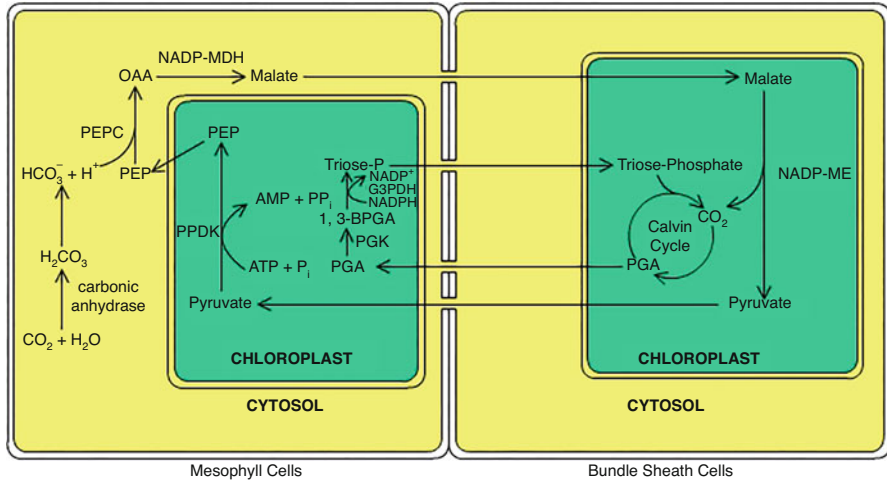 NADP-MDH
OAA
Malate
Malate
PEPC
PEP
HCO₃⁻ + H⁺
PEP
Triose-P
NADP⁺
G3PDH
NADPH
Triose-Phosphate
NADP-ME
AMP + PPᵢ
1, 3-BPGA
CO₂
PPDK
PGK
Calvin
Cycle
H₂CO₃
ATP + Pᵢ
PGA
PGA
carbonic
anhydrase
Pyruvate
Pyruvate
CO₂ + H₂O
CHLOROPLAST
CHLOROPLAST
CYTOSOL
CYTOSOL
Mesophyll Cells
Bundle Sheath Cells